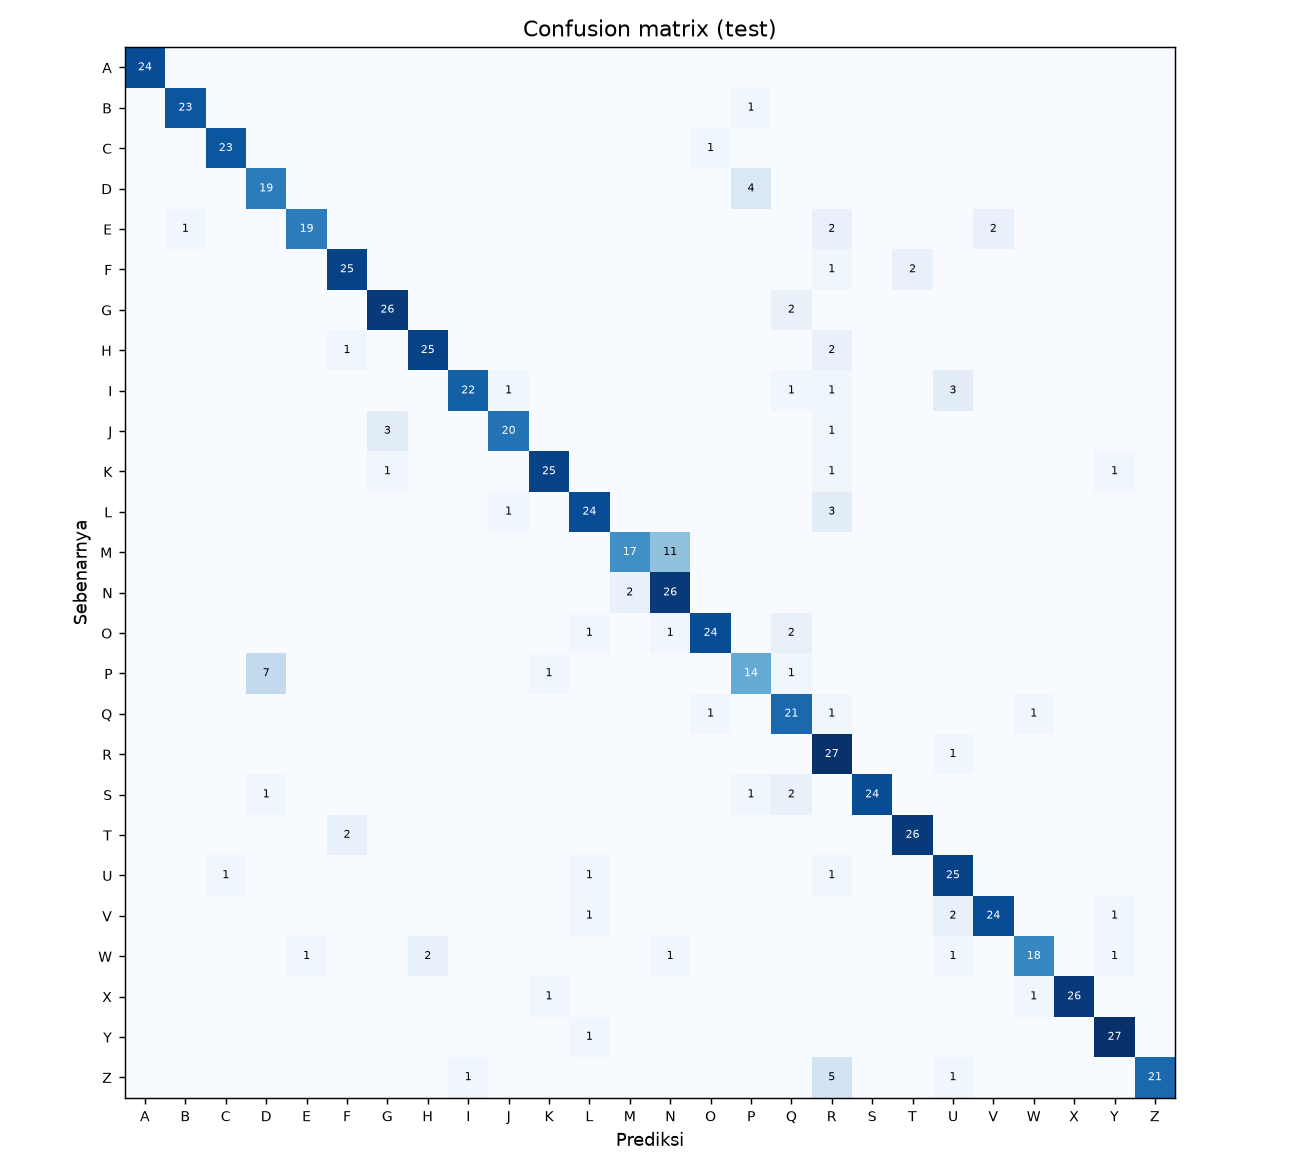 Confusion matrix (test)
A 24
B 23 1
C 23 1
D 19 4
E 1 19 2 2
F 25 1 2
G 26 2
H 1 25 2
I 22 1 1 1 3
J 3 20 1
K 1 25 1 1
L 1 24 3
M 17 11
N 2 26
O 1 1 24 2
P 7 1 14 1
Q 1 21 1 1
R 27 1
S 1 1 2 24
T 2 26
U 1 1 1 25
V 1 2 24 1
W 1 2 1 1 18 1
X 1 1 26
Y 1 27
Z 1 5 1 21
Sebenarnya
A B C D E F G H I J K L M N O P Q R S T U V W X Y Z
Prediksi